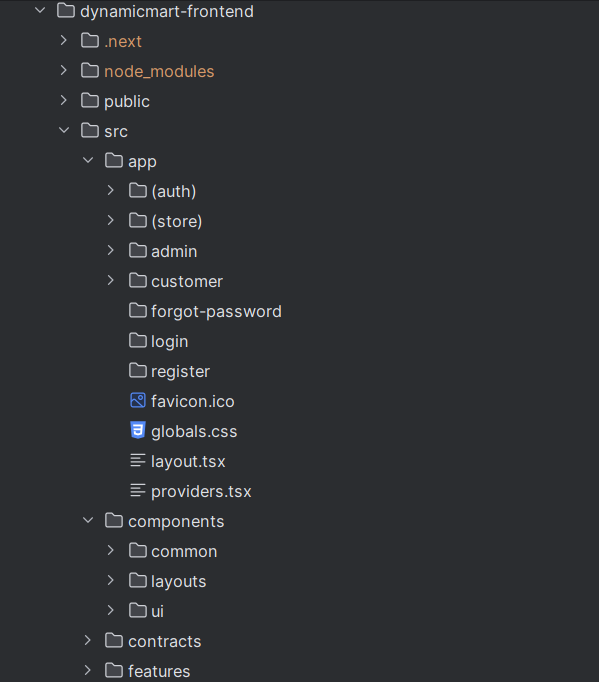 dynamicmart-frontend
.next
node_modules
public
src
app
(auth)
(store)
admin
customer
forgot-password
login
register
favicon.ico
globals.css
layout.tsx
providers.tsx
components
common
layouts
ui
contracts
features